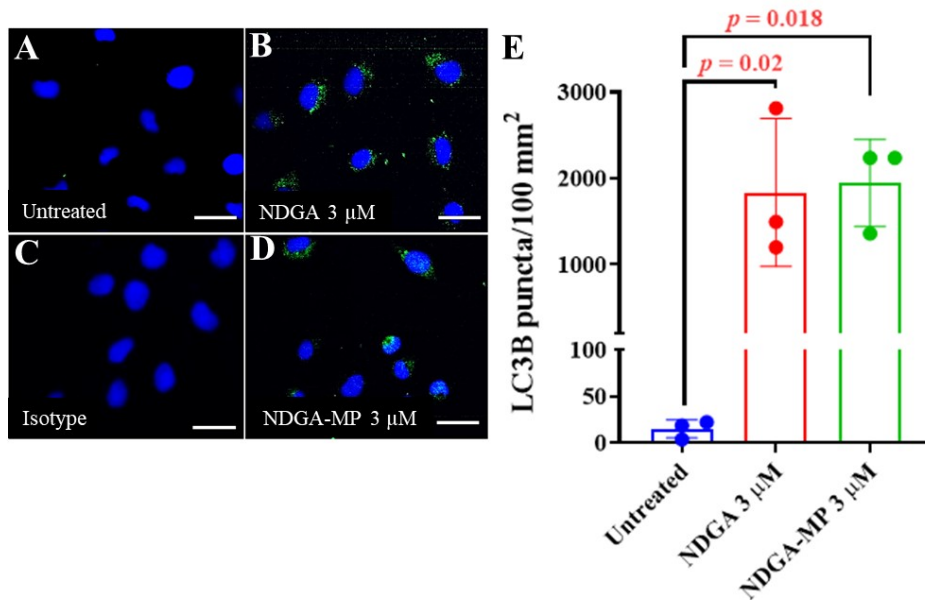 A
Untreated
B
NDGA 3 µM
C
Isotype
D
NDGA-MP 3 µM
E
p = 0.018
p = 0.02
LC3B puncta/100 mm²
3000
2000
1000
100
50
0
Untreated
NDGA 3 µM
NDGA-MP 3 µM